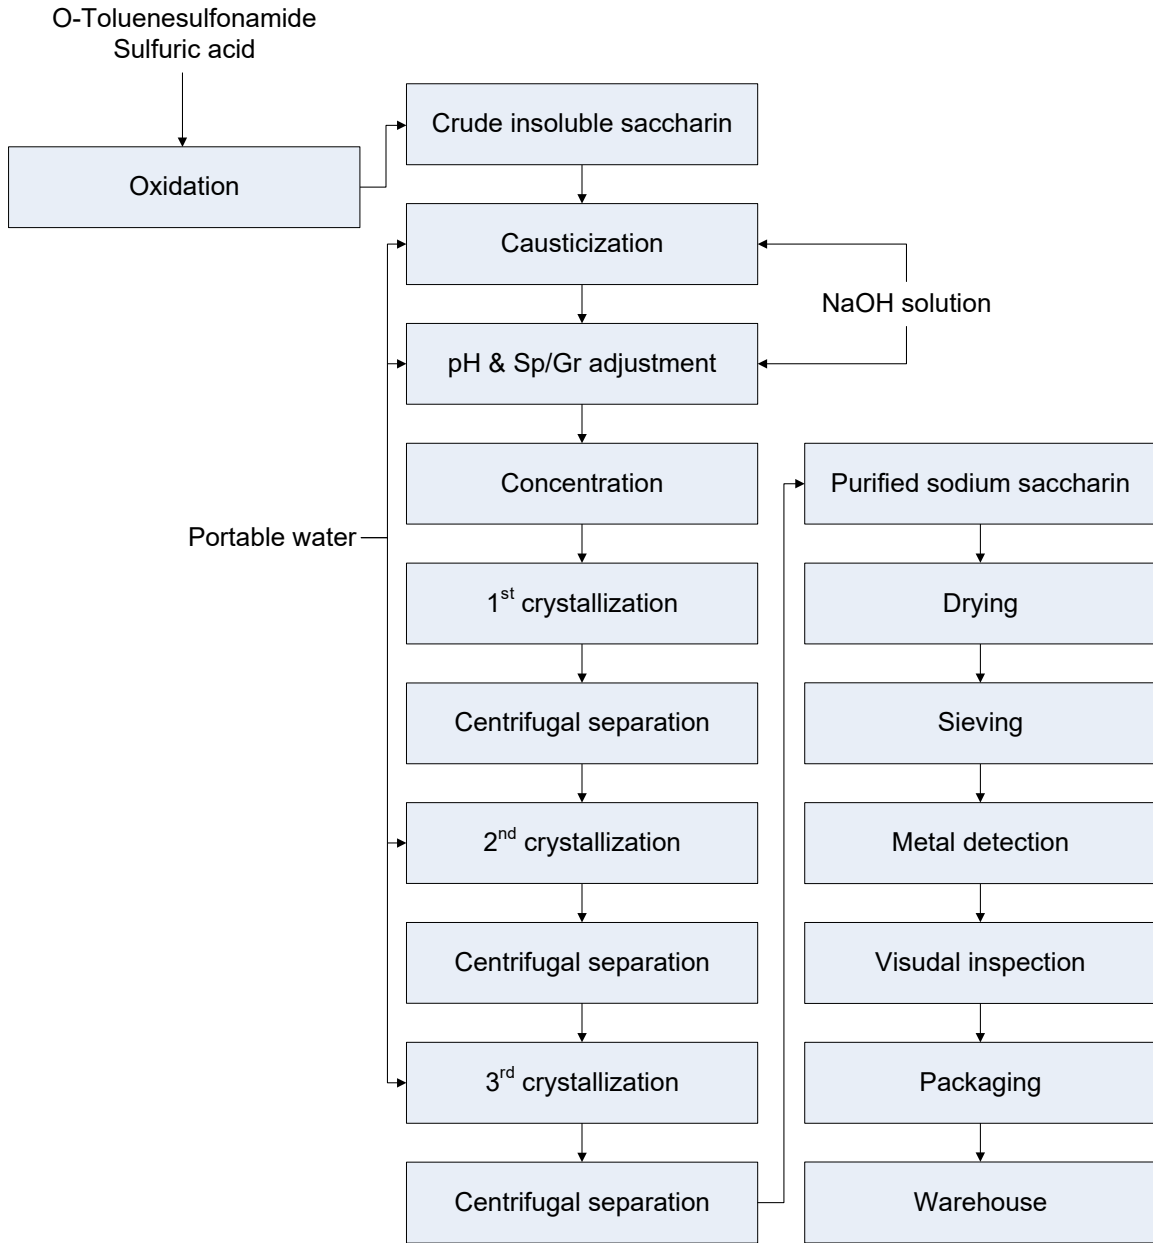 O-Toluenesulfonamide
Sulfuric acid
Oxidation
Crude insoluble saccharin
Causticization
NaOH solution
pH & Sp/Gr adjustment
Concentration
Portable water
1st crystallization
Centrifugal separation
2nd crystallization
Centrifugal separation
3rd crystallization
Centrifugal separation
Purified sodium saccharin
Drying
Sieving
Metal detection
Visudal inspection
Packaging
Warehouse